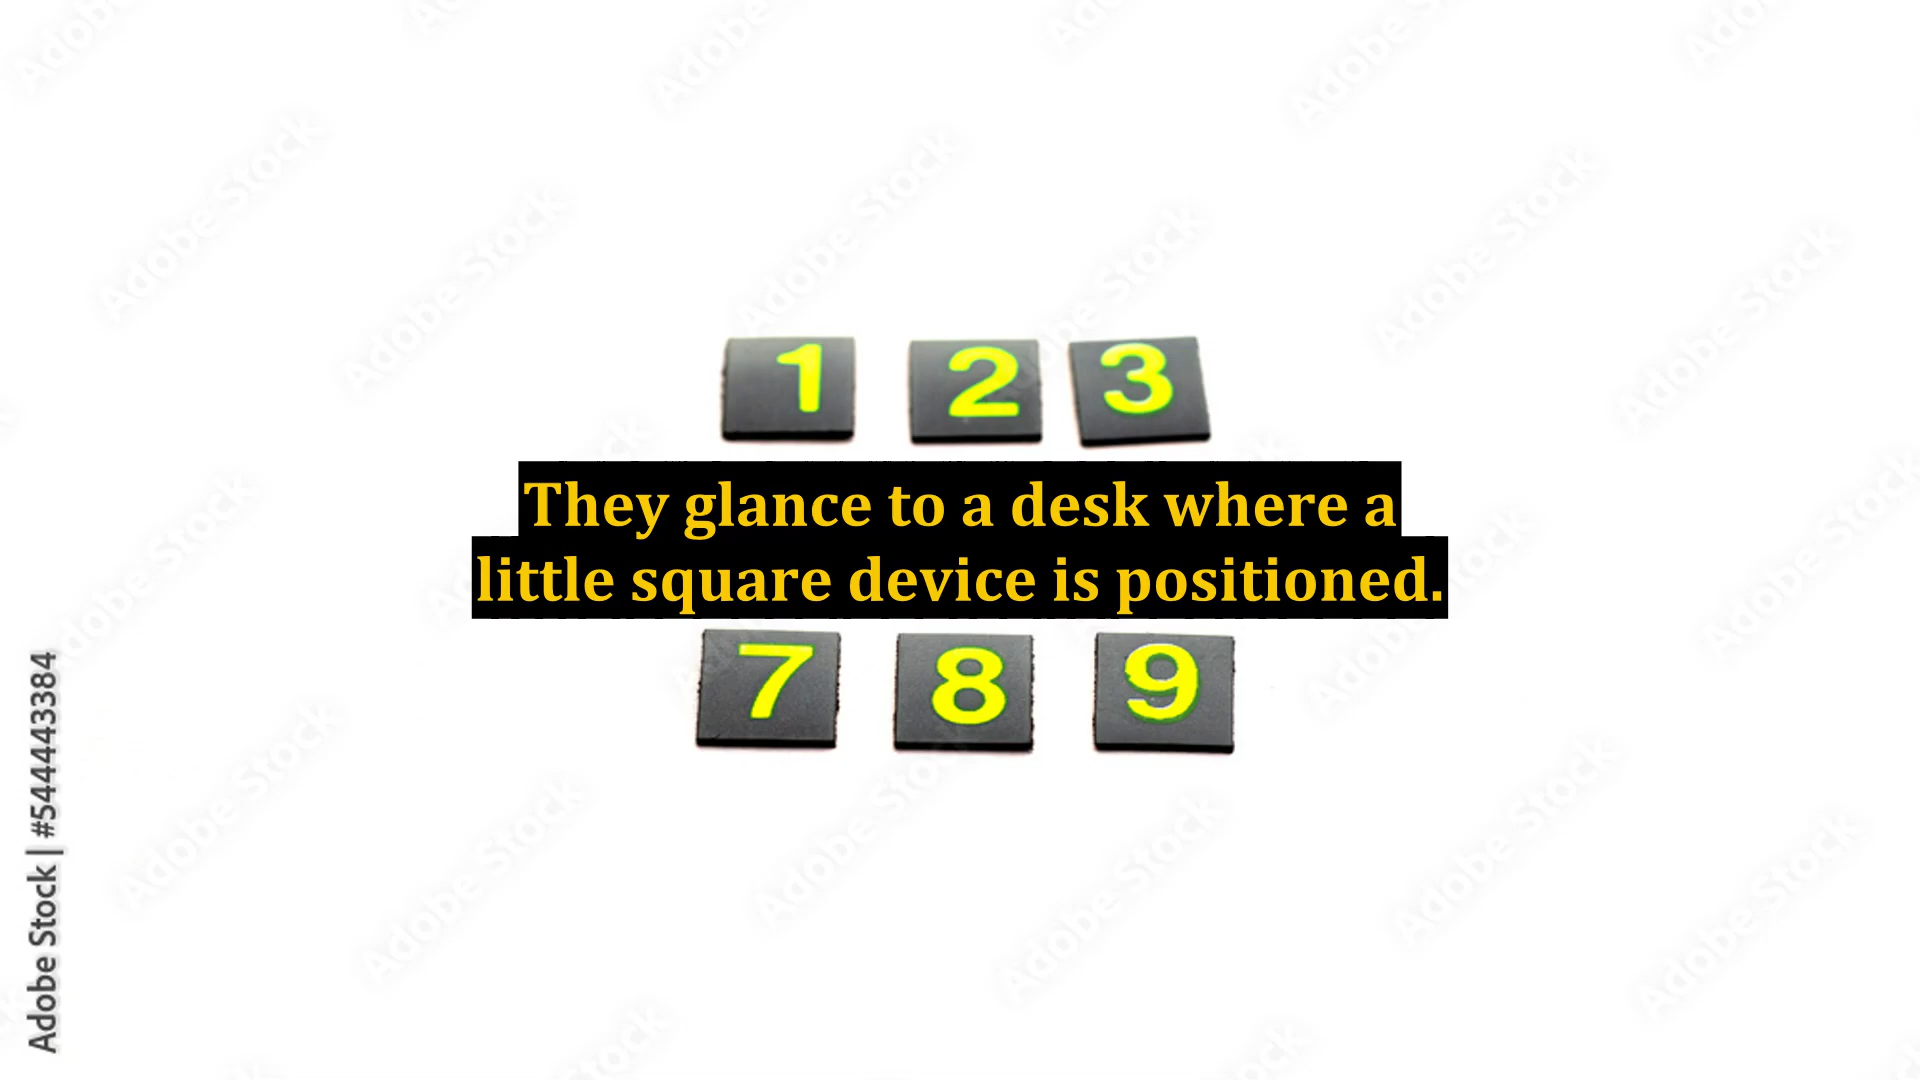 1 2 3
They glance to a desk where a
little square device is positioned.
7 8 9
Adobe Stock | #544443384